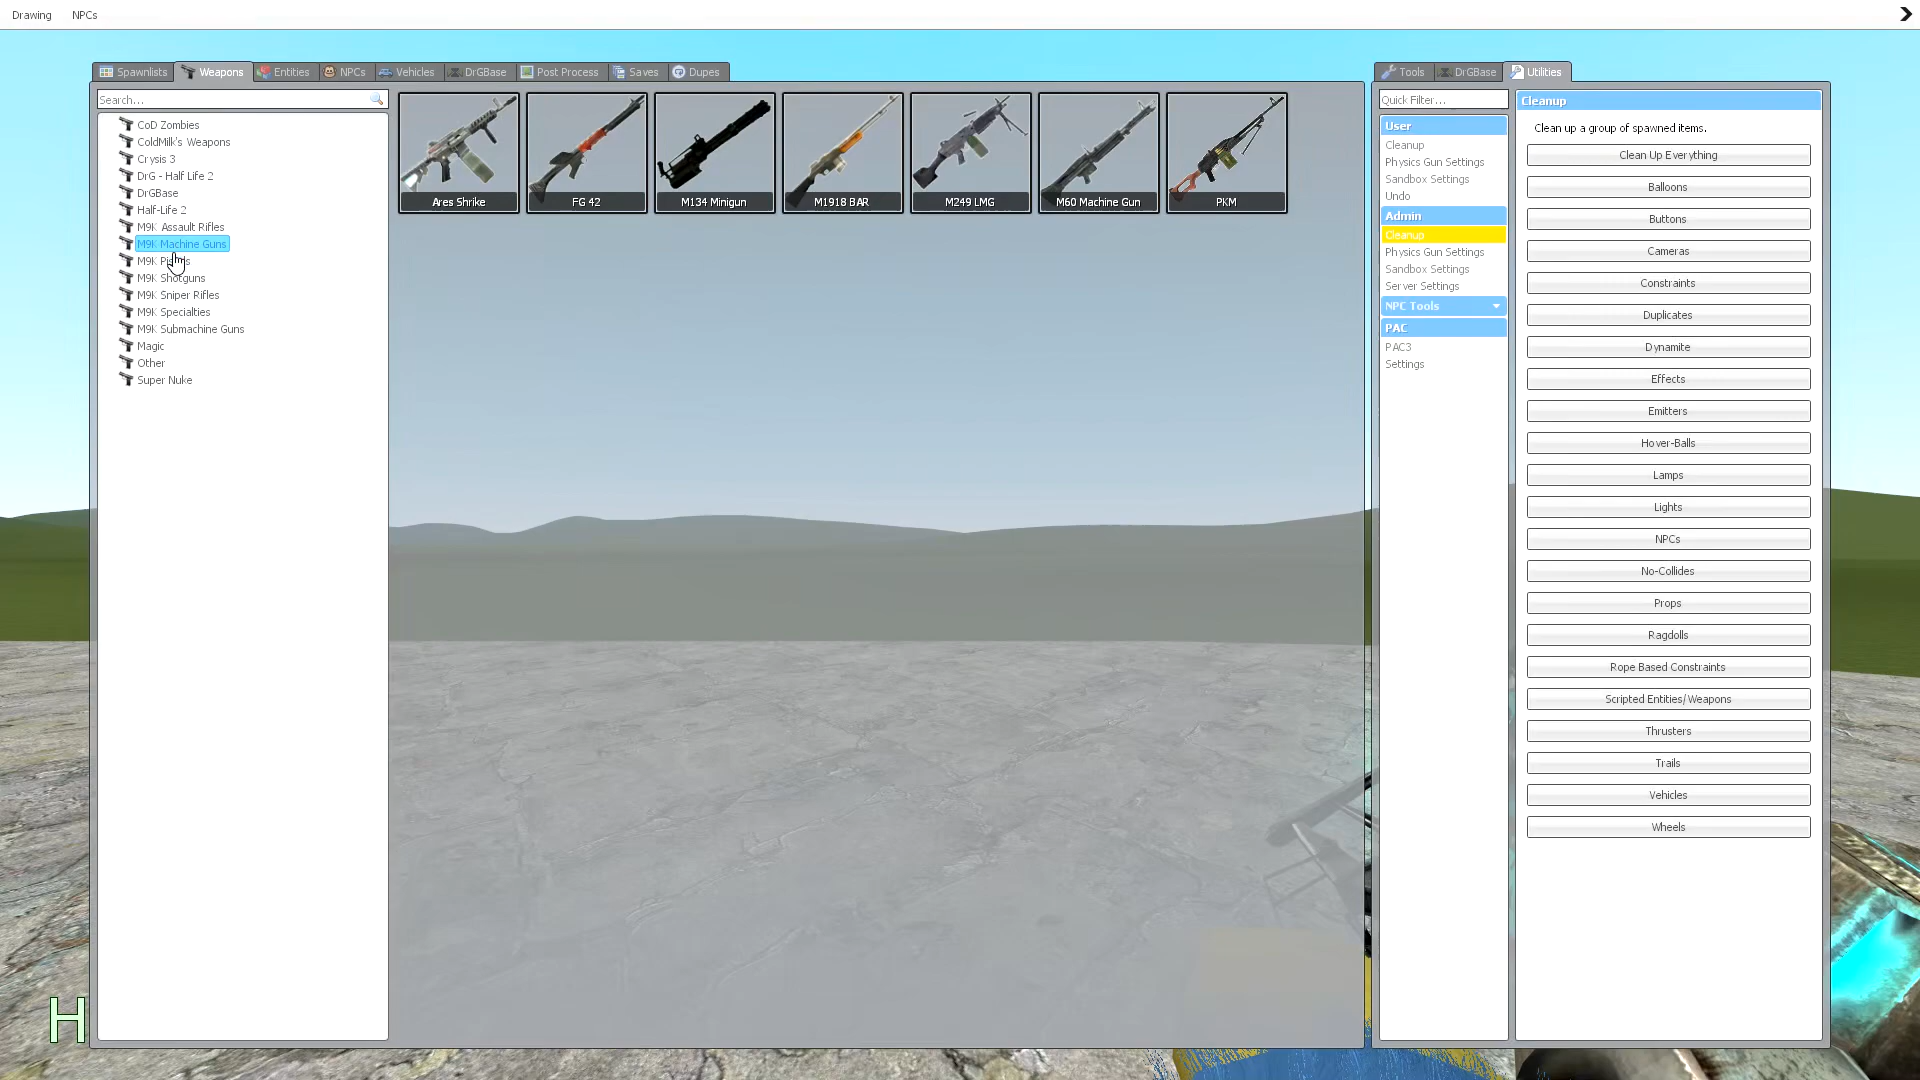 Drawing NPCs
Spawnlists Weapons Entities NPCs Vehicles DrGBase Post Process Saves Dupes
Search...
CoD Zombies
ColdMilk's Weapons
Crysis 3
DrG - Half Life 2
DrGBase
Half-Life 2
M9K Assault Rifles
M9K Machine Guns
M9K Pistols
M9K Shotguns
M9K Sniper Rifles
M9K Specialties
M9K Submachine Guns
Magic
Other
Super Nuke
Ares Shrike
FG 42
M134 Minigun
M1918 BAR
M249 LMG
M60 Machine Gun
PKM
Tools DrGBase Utilities
Quick Filter...
User
Cleanup
Physics Gun Settings
Sandbox Settings
Undo
Admin
Cleanup
Physics Gun Settings
Sandbox Settings
Server Settings
NPC Tools
PAC
PAC3
Settings
Cleanup
Clean up a group of spawned items.
Clean Up Everything
Balloons
Buttons
Cameras
Constraints
Duplicates
Dynamite
Effects
Emitters
Hover-Balls
Lamps
Lights
NPCs
No-Collides
Props
Ragdolls
Rope Based Constraints
Scripted Entities/Weapons
Thrusters
Trails
Vehicles
Wheels
H